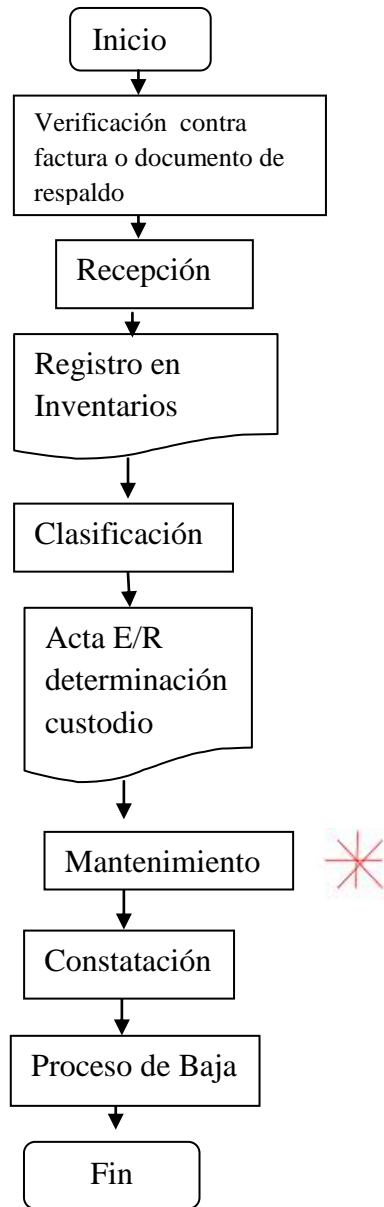 Inicio
Verificación contra
factura o documento de
respaldo
Recepción
Registro en
Inventarios
Clasificación
Acta E/R
determinación
custodio
Mantenimiento
Constatación
Proceso de Baja
Fin